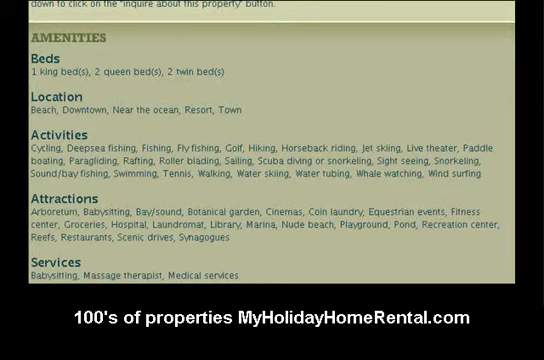 down to click on the "inquire about this property" button.
AMENITIES
Beds
1 king bed(s), 2 queen bed(s), 2 twin bed(s)
Location
Beach, Downtown, Near the ocean, Resort, Town
Activities
Cycling, Deepsea fishing, Fishing, Fly fishing, Golf, Hiking, Horseback riding, Jet skiing, Live theater, Paddle
boating, Paragliding, Rafting, Roller blading, Sailing, Scuba diving or snorkeling, Sight seeing, Snorkeling,
Sound/bay fishing, Swimming, Tennis, Walking, Water skiing, Water tubing, Whale watching, Wind surfing
Attractions
Arboretum, Babysitting, Bay/sound, Botanical garden, Cinemas, Coin laundry, Equestrian events, Fitness
center, Groceries, Hospital, Laundromat, Library, Marina, Nude beach, Playground, Pond, Recreation center,
Reefs, Restaurants, Scenic drives, Synagogues
Services
Babysitting, Massage therapist, Medical services
100's of properties MyHolidayHomeRental.com